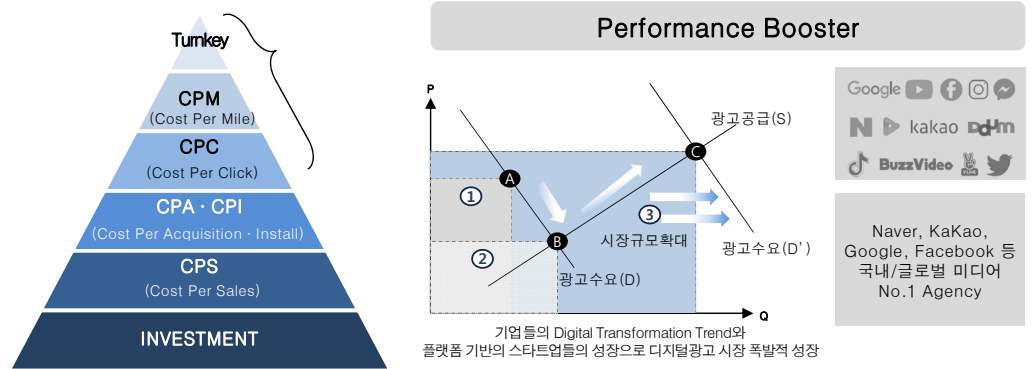 Turnkey
CPM
(Cost Per Mile)
CPC
(Cost Per Click)
CPA · CPI
(Cost Per Acquisition · Install)
CPS
(Cost Per Sales)
INVESTMENT
Performance Booster
P
광고공급(S)
C
A
①
③
시장규모확대
B
②
광고수요(D')
광고수요(D)
Q
기업들의 Digital Transformation Trend와
플랫폼 기반의 스타트업들의 성장으로 디지털광고 시장 폭발적 성장
Google
N kakao Daum
BuzzVideo
Naver, KaKao,
Google, Facebook 등
국내/글로벌 미디어
No.1 Agency